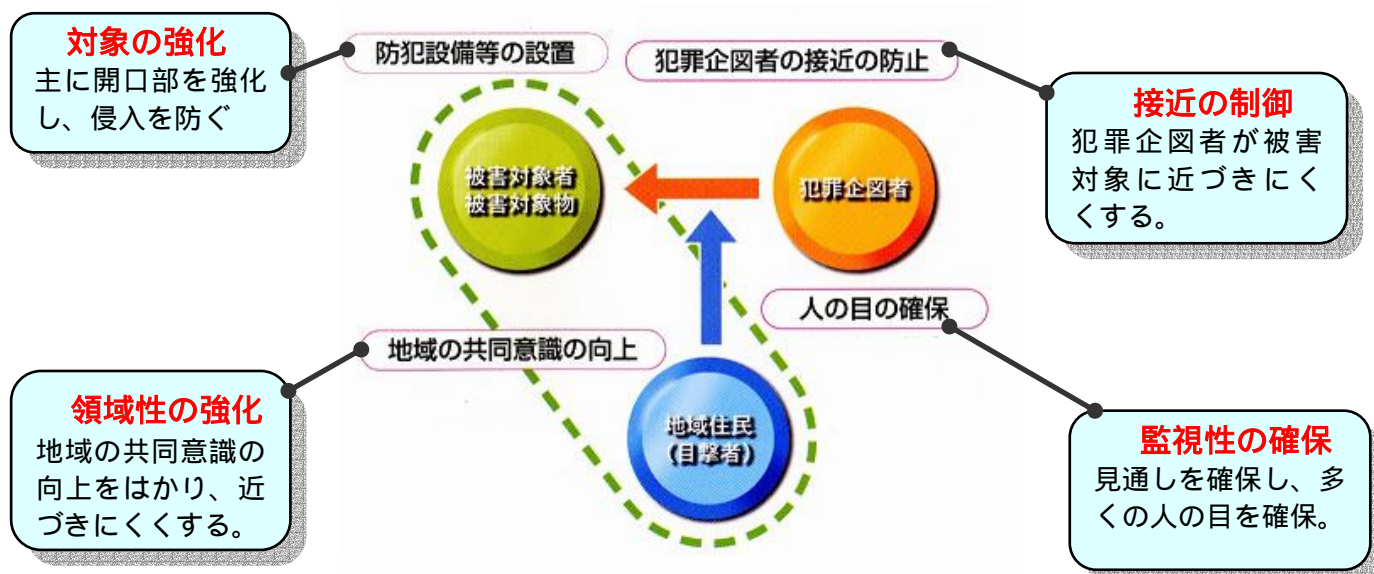 対象の強化
主に開口部を強化
し、侵入を防ぐ
防犯設備等の設置
犯罪企図者の接近の防止
接近の制御
犯罪企図者が被害
対象に近づきにく
くする。
被害対象者
被害対象物
犯罪企図者
人の目の確保
地域の共同意識の向上
領域性の強化
地域の共同意識の
向上をはかり、近
づきにくくする。
地域住民
(目撃者)
監視性の確保
見通しを確保し、多
くの人の目を確保。